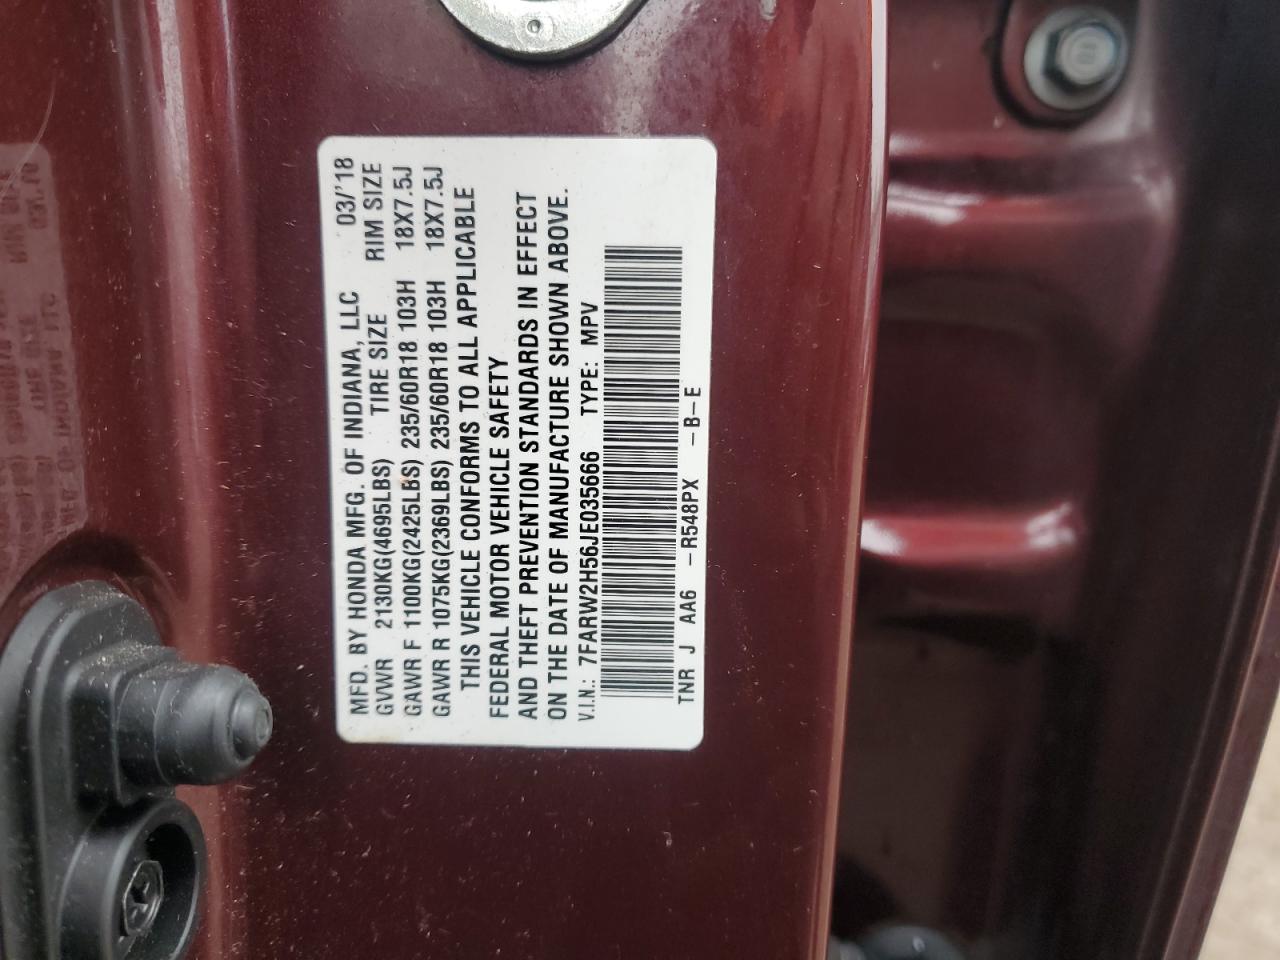 MFD. BY HONDA MFG. OF INDIANA, LLC 03/'18
GVWR 2130KG(4695LBS) TIRE SIZE RIM SIZE
GAWR F 1100KG(2425LBS) 235/60R18 103H 18X7.5J
GAWR R 1075KG(2369LBS) 235/60R18 103H 18X7.5J
THIS VEHICLE CONFORMS TO ALL APPLICABLE
FEDERAL MOTOR VEHICLE SAFETY
AND THEFT PREVENTION STANDARDS IN EFFECT
ON THE DATE OF MANUFACTURE SHOWN ABOVE.
V.I.N.: 7FARW2H56JE035666 TYPE: MPV
TNR J AA6 -R548PX -B-E